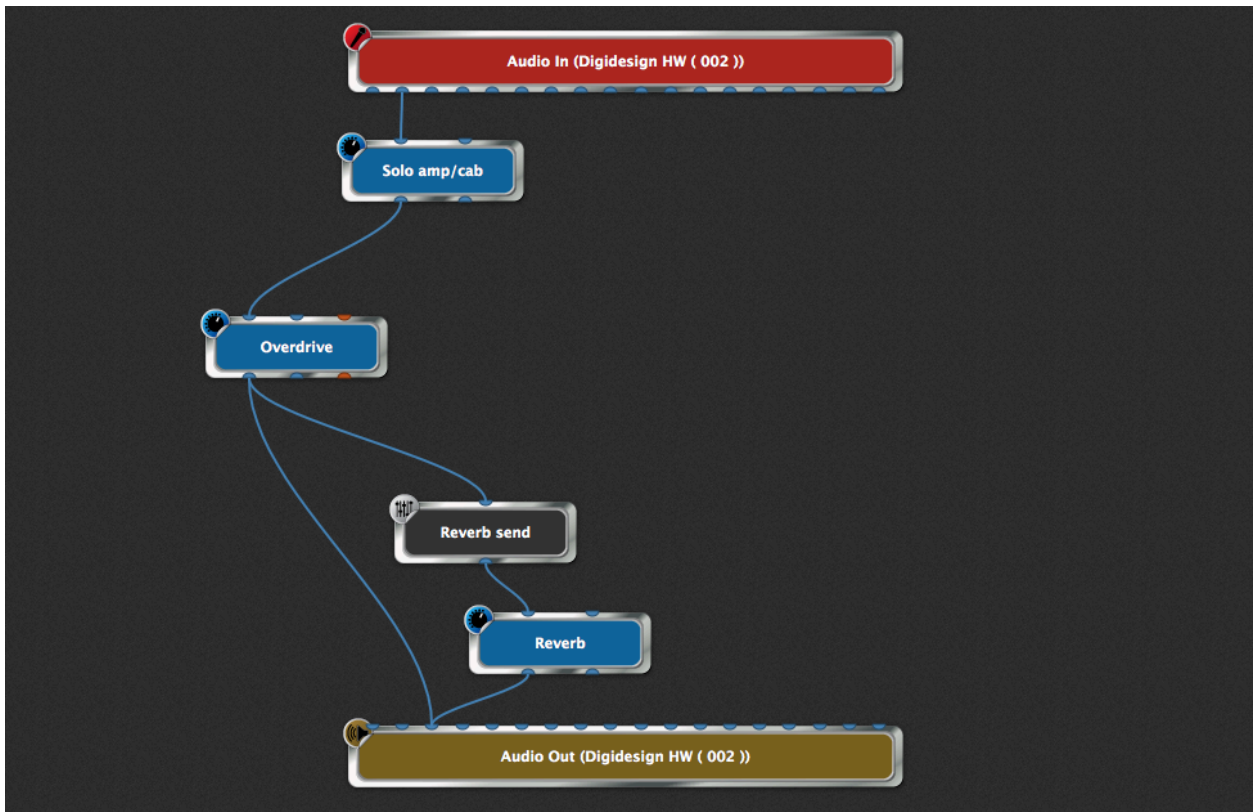 Audio In (Digidesign HW ( 002 ))
Solo amp/cab
Overdrive
Reverb send
Reverb
Audio Out (Digidesign HW ( 002 ))